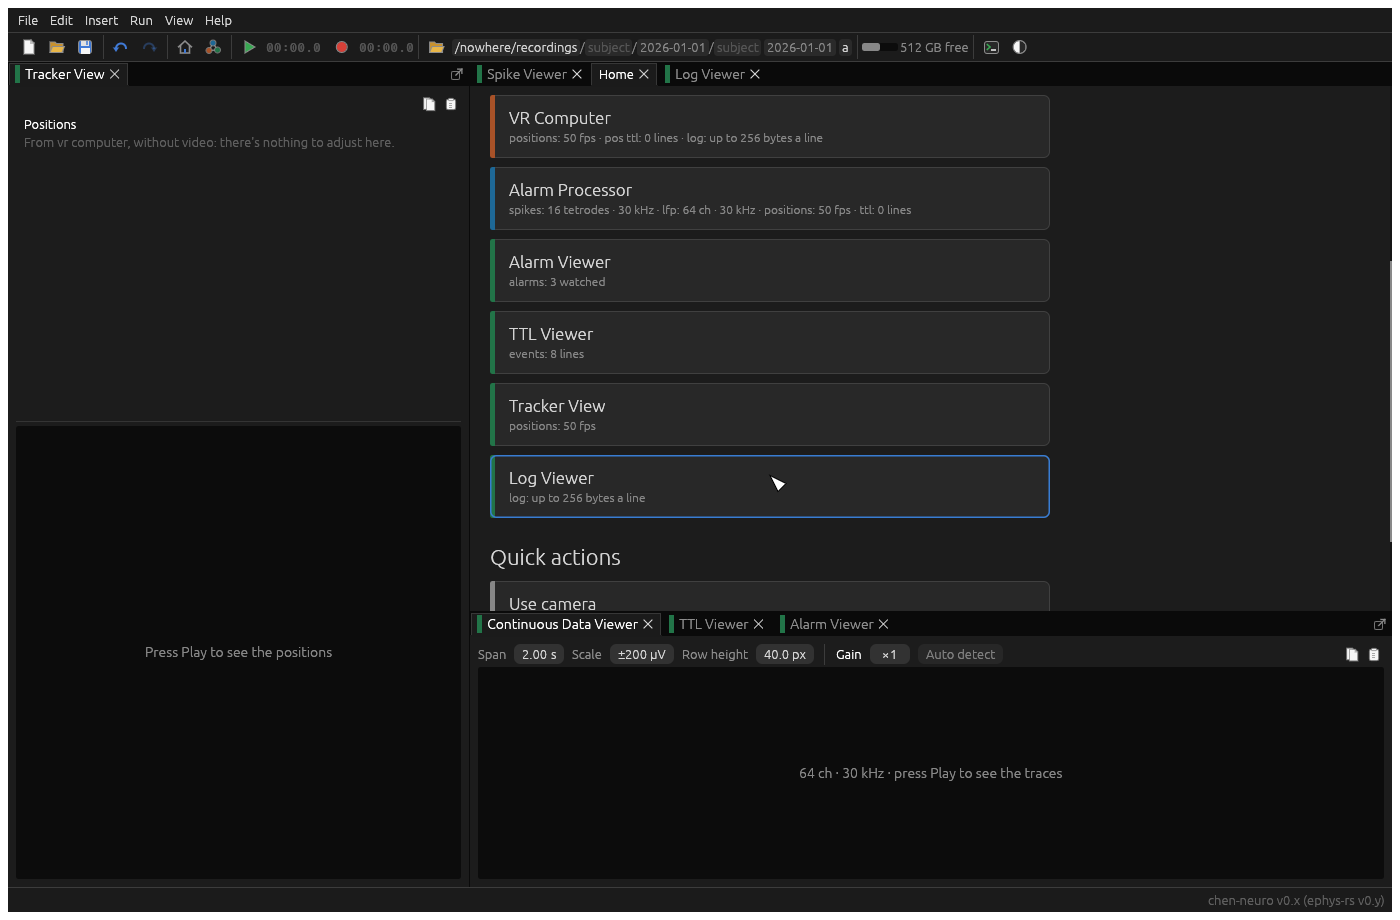 File Edit Insert Run View Help
00:00.0 00:00.0 /nowhere/recordings/subject/2026-01-01/subject 2026-01-01 a 512 GB free
Tracker View
Spike Viewer Home Log Viewer
Positions
From vr computer, without video: there's nothing to adjust here.
Press Play to see the positions
VR Computer
positions: 50 fps · pos ttl: 0 lines · log: up to 256 bytes a line
Alarm Processor
spikes: 16 tetrodes · 30 kHz · lfp: 64 ch · 30 kHz · positions: 50 fps · ttl: 0 lines
Alarm Viewer
alarms: 3 watched
TTL Viewer
events: 8 lines
Tracker View
positions: 50 fps
Log Viewer
log: up to 256 bytes a line
Quick actions
Use camera
Continuous Data Viewer TTL Viewer Alarm Viewer
Span 2.00 s Scale ±200 µV Row height 40.0 px Gain ×1 Auto detect
64 ch · 30 kHz · press Play to see the traces
chen-neuro v0.x (ephys-rs v0.y)